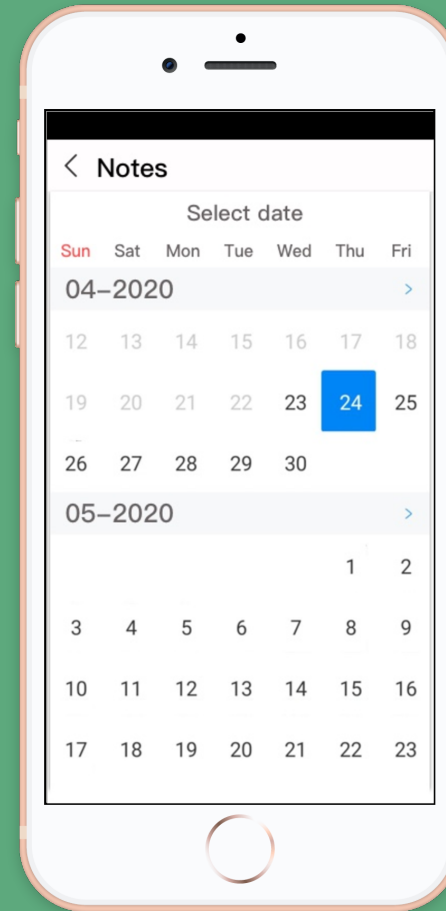 Notes
Select date
Sun Sat Mon Tue Wed Thu Fri
04-2020 >
12 13 14 15 16 17 18
19 20 21 22 23 24 25
26 27 28 29 30
05-2020 >
1 2
3 4 5 6 7 8 9
10 11 12 13 14 15 16
17 18 19 20 21 22 23